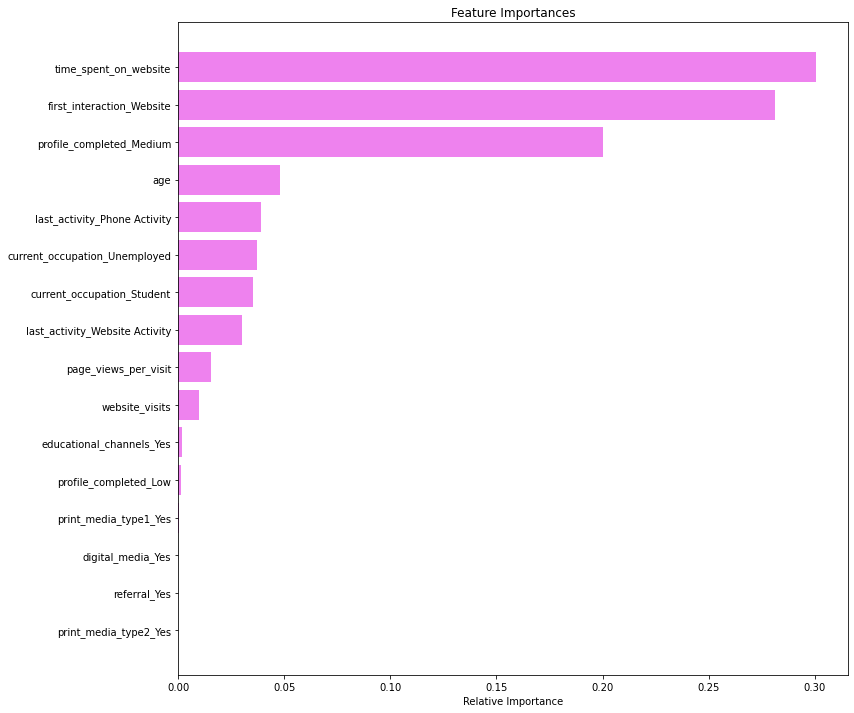 Feature Importances
time_spent_on_website
first_interaction_Website
profile_completed_Medium
age
last_activity_Phone Activity
current_occupation_Unemployed
current_occupation_Student
last_activity_Website Activity
page_views_per_visit
website_visits
educational_channels_Yes
profile_completed_Low
print_media_type1_Yes
digital_media_Yes
referral_Yes
print_media_type2_Yes
0.00 0.05 0.10 0.15 0.20 0.25 0.30
Relative Importance